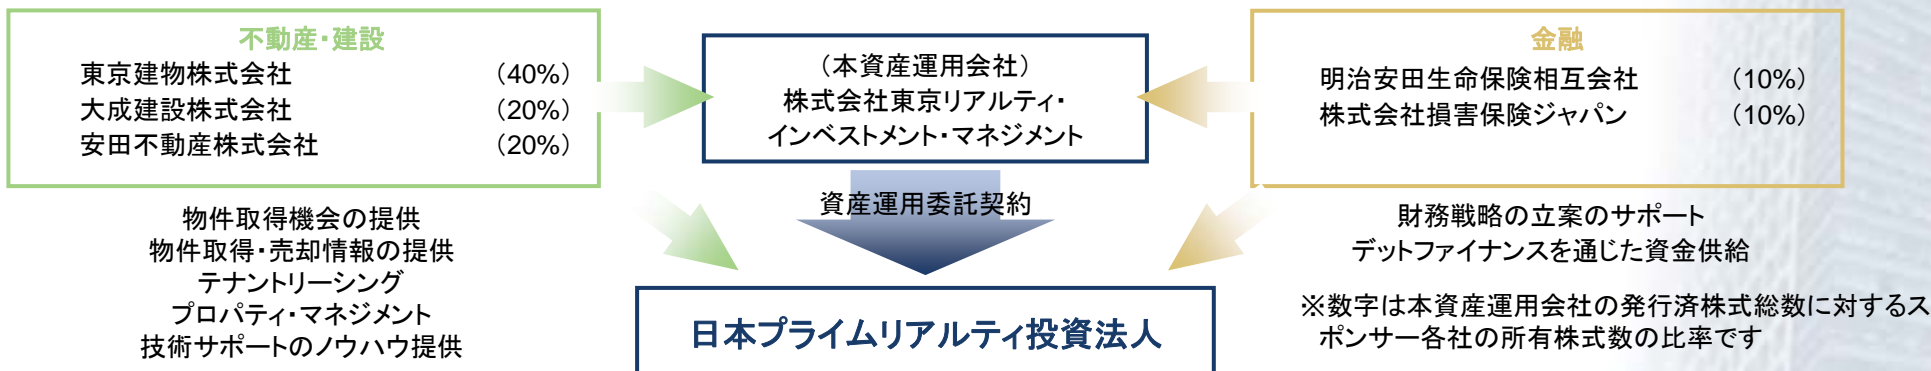 不動産・建設
東京建物株式会社 （40%）
大成建設株式会社 （20%）
安田不動産株式会社 （20%）
物件取得機会の提供
物件取得・売却情報の提供
テナントリーシング
プロパティ・マネジメント
技術サポートのノウハウ提供
（本資産運用会社）
株式会社東京リアルティ・
インベストメント・マネジメント
資産運用委託契約
日本プライムリアルティ投資法人
金融
明治安田生命保険相互会社 （10%）
株式会社損害保険ジャパン （10%）
財務戦略の立案のサポート
デットファイナンスを通じた資金供給
※数字は本資産運用会社の発行済株式総数に対するス
ポンサー各社の所有株式数の比率です